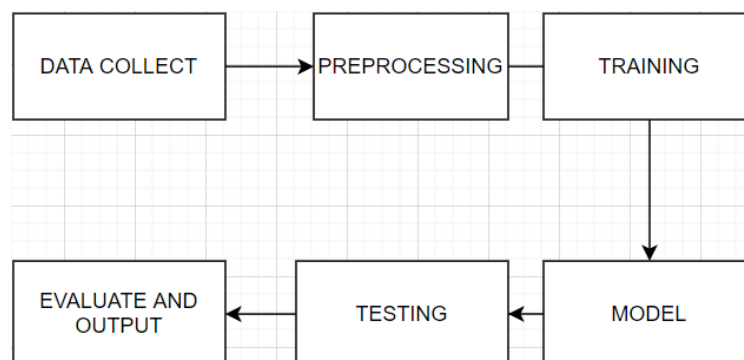 DATA COLLECT
PREPROCESSING
TRAINING
EVALUATE AND
OUTPUT
TESTING
MODEL